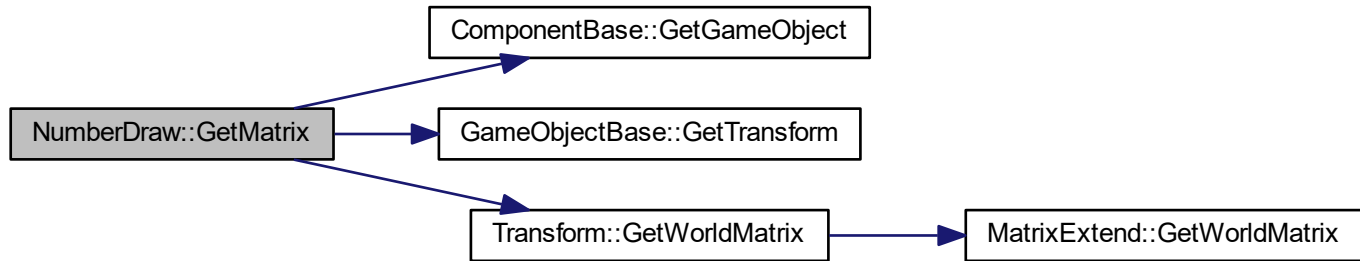 ComponentBase::GetGameObject
NumberDraw::GetMatrix
GameObjectBase::GetTransform
Transform::GetWorldMatrix
MatrixExtend::GetWorldMatrix